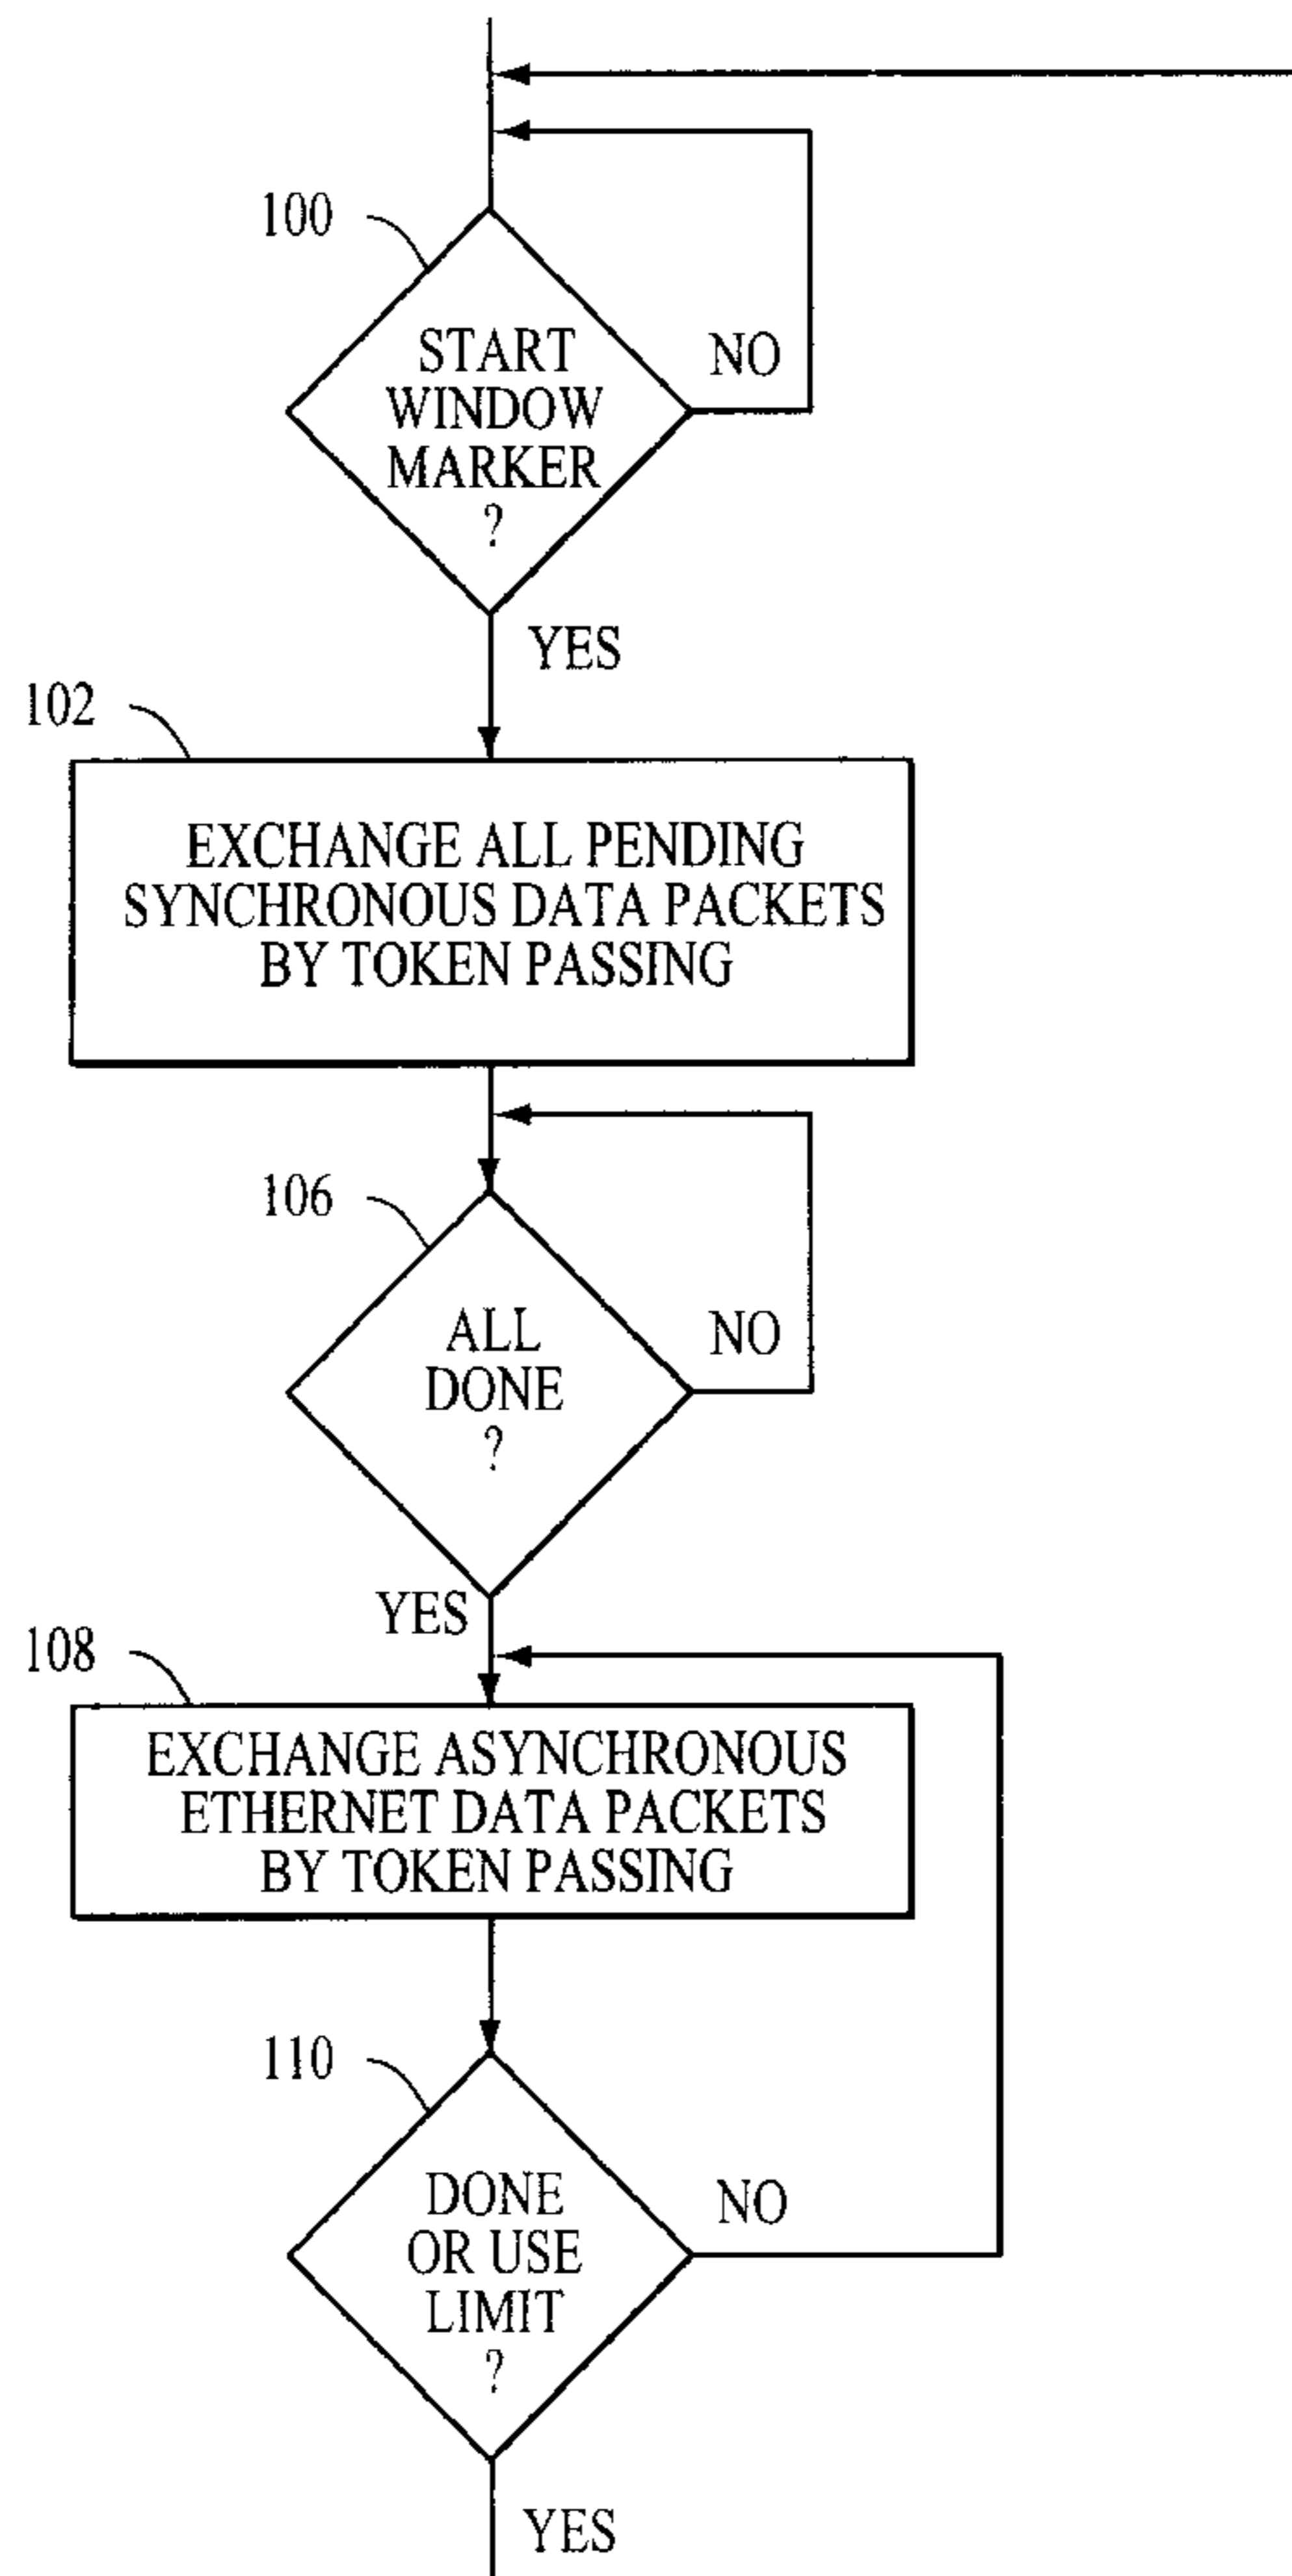 100
START
WINDOW
MARKER
?
NO
YES
102
EXCHANGE ALL PENDING
SYNCHRONOUS DATA PACKETS
BY TOKEN PASSING
106
ALL
DONE
?
NO
YES
108
EXCHANGE ASYNCHRONOUS
ETHERNET DATA PACKETS
BY TOKEN PASSING
110
DONE
OR USE
LIMIT
?
NO
YES